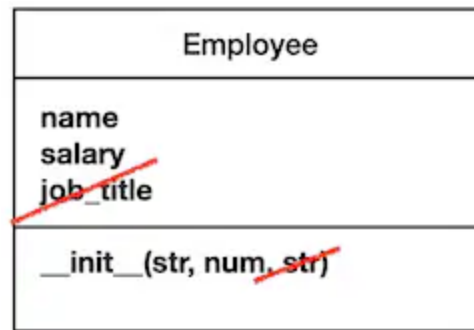 Employee
name
salary
job_title
__init__(str, num, str)